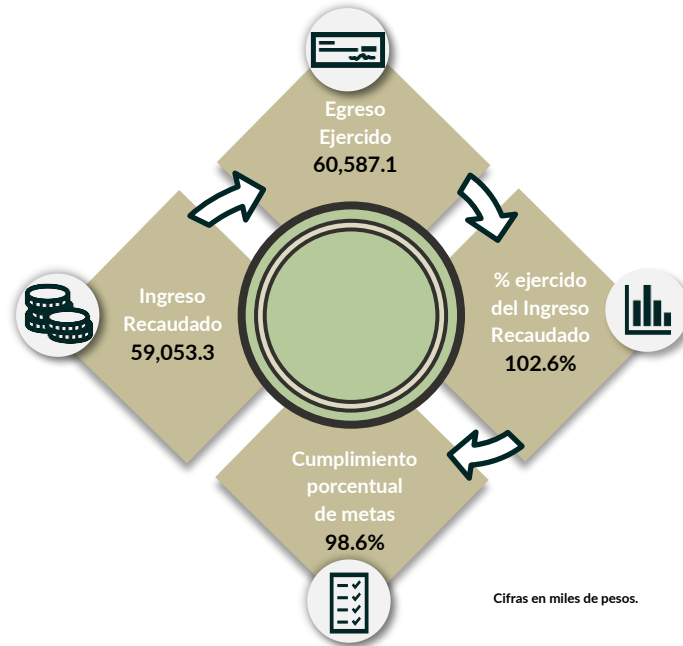 Egreso
Ejercido
60,587.1
Ingreso
Recaudado
59,053.3
% ejercido
del Ingreso
Recaudado
102.6%
Cumplimiento
porcentual
de metas
98.6%
Cifras en miles de pesos.